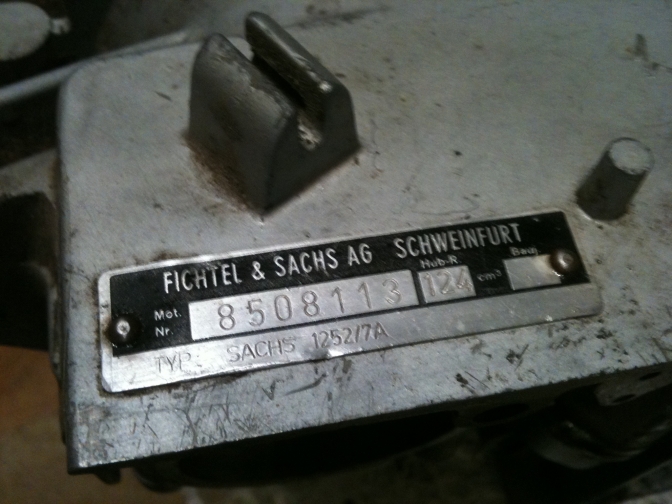 FICHTEL & SACHS AG SCHWEINFURT
Mot. Nr. 8508113 Hub-R. 124 cm³ Bauj.
TYP: SACHS 1252/7A